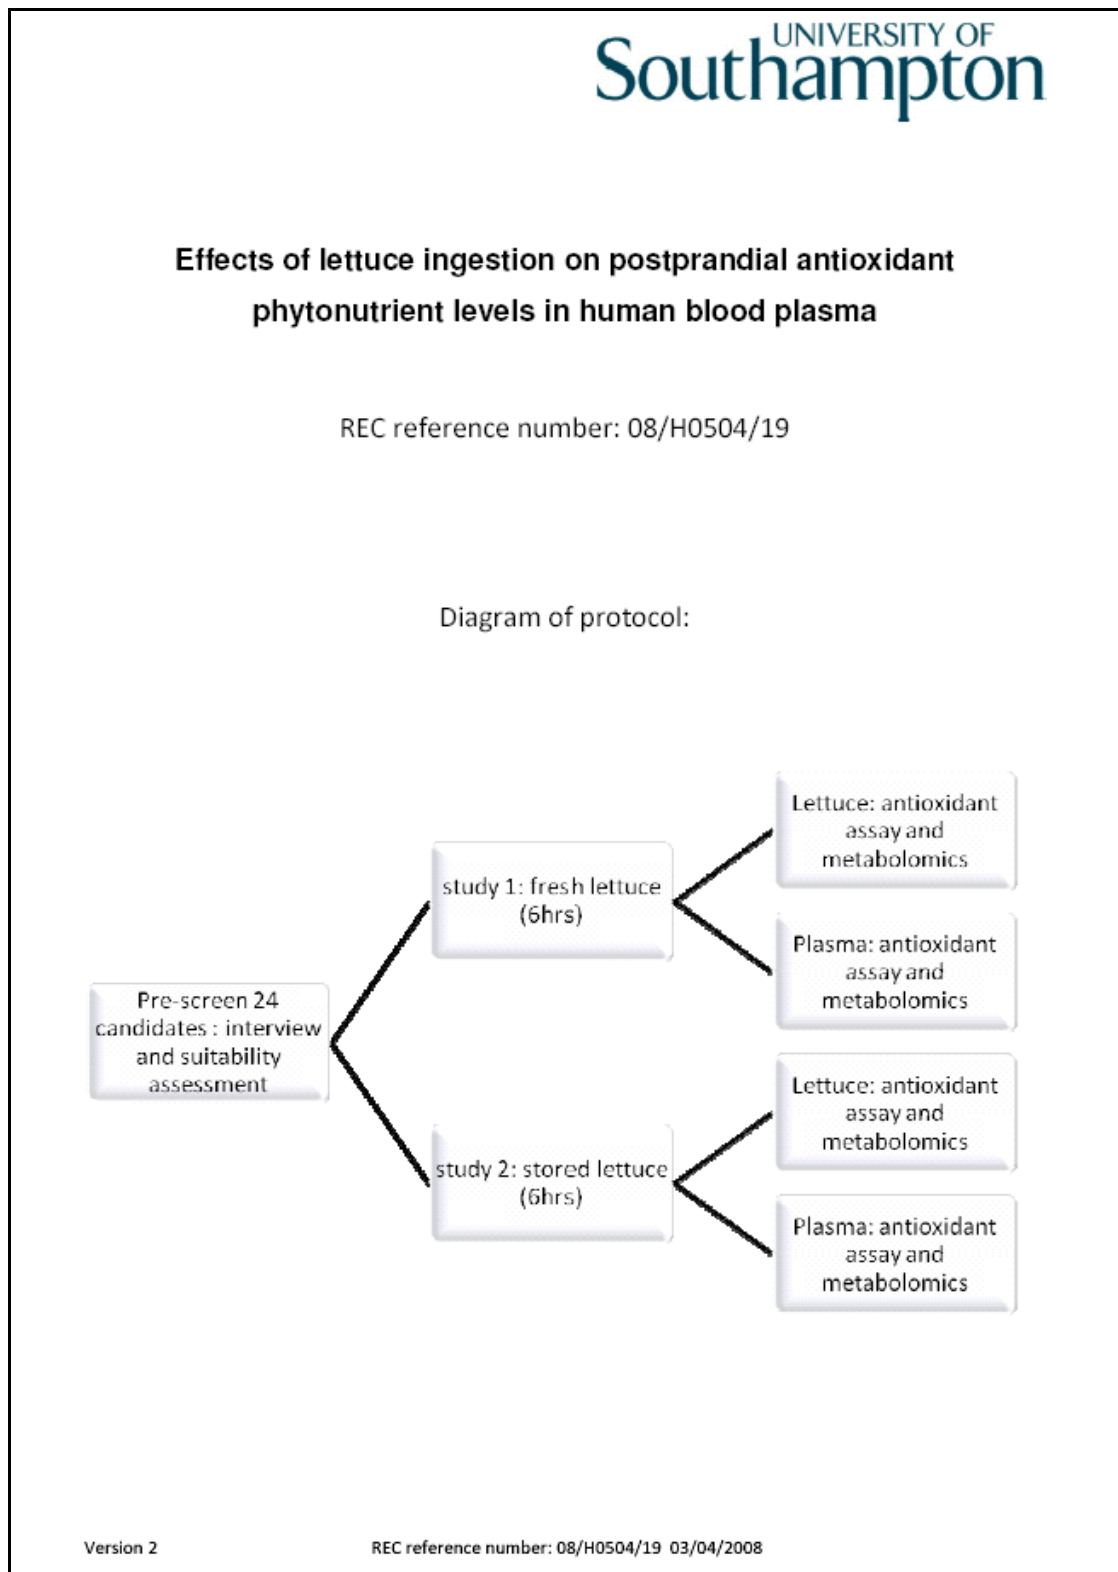 UNIVERSITY OF
Southampton
Effects of lettuce ingestion on postprandial antioxidant
phytonutrient levels in human blood plasma
REC reference number: 08/H0504/19
Diagram of protocol:
Pre-screen 24
candidates : interview
and suitability
assessment
study 1: fresh lettuce
(6hrs)
Lettuce: antioxidant
assay and
metabolomics
Plasma: antioxidant
assay and
metabolomics
study 2: stored lettuce
(6hrs)
Lettuce: antioxidant
assay and
metabolomics
Plasma: antioxidant
assay and
metabolomics
Version 2 REC reference number: 08/H0504/19 03/04/2008